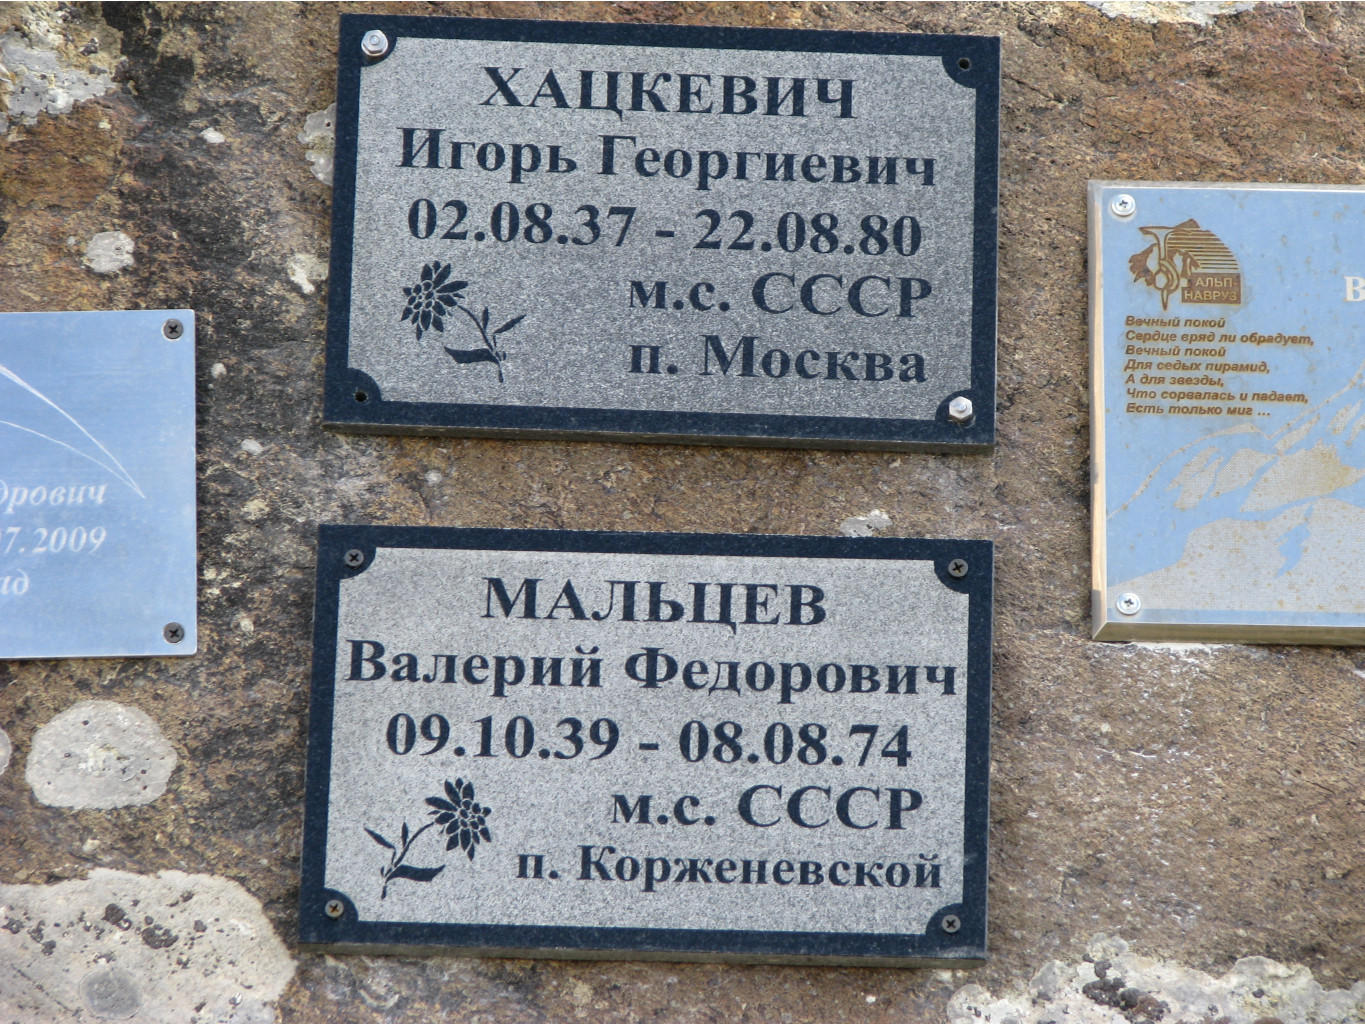 ХАЦКЕВИЧ
Игорь Георгиевич
02.08.37 - 22.08.80
м.с. СССР
п. Москва
МАЛЬЦЕВ
Валерий Федорович
09.10.39 - 08.08.74
м.с. СССР
п. Корженевской
7.2009
АЛЬП-
НАВРУЗ
Вечный покой
Сердце вряд ли обрадует,
Вечный покой
Для седых пирамид,
А для звезды,
Что сорвалась и падает,
Есть только миг ...
В